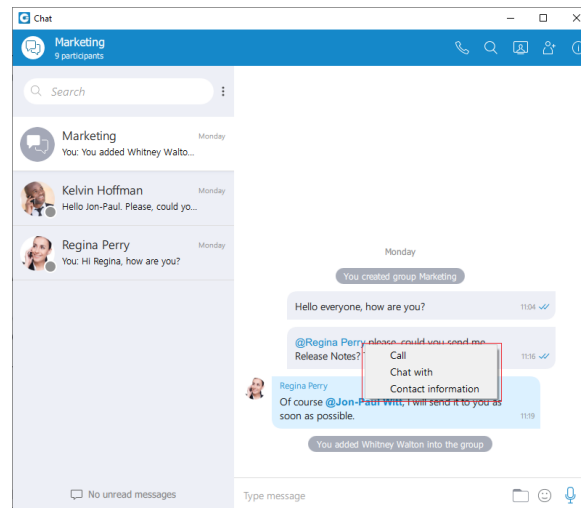 Chat
Marketing
9 participants
Search
Marketing
Monday
You: You added Whitney Walto...
Kelvin Hoffman
Monday
Hello Jon-Paul. Please, could yo...
Regina Perry
Monday
You: Hi Regina, how are you?
No unread messages
Monday
You created group Marketing
Hello everyone, how are you?
11:04
@Regina Perry please, could you send me
Release Notes?
11:16
Call
Chat with
Contact information
Regina Perry
Of course @Jon-Paul Witt, I will send it to you as
soon as possible.
11:19
You added Whitney Walton into the group
Type message